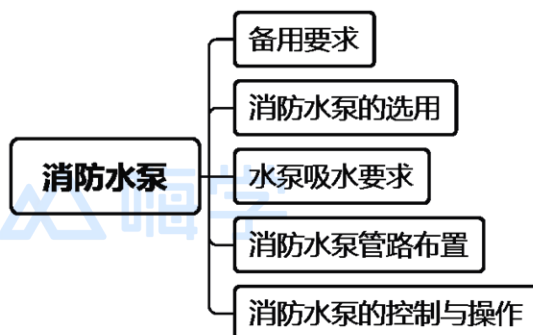 备用要求
消防水泵的选用
消防水泵
水泵吸水要求
消防水泵管路布置
消防水泵的控制与操作
嗨学